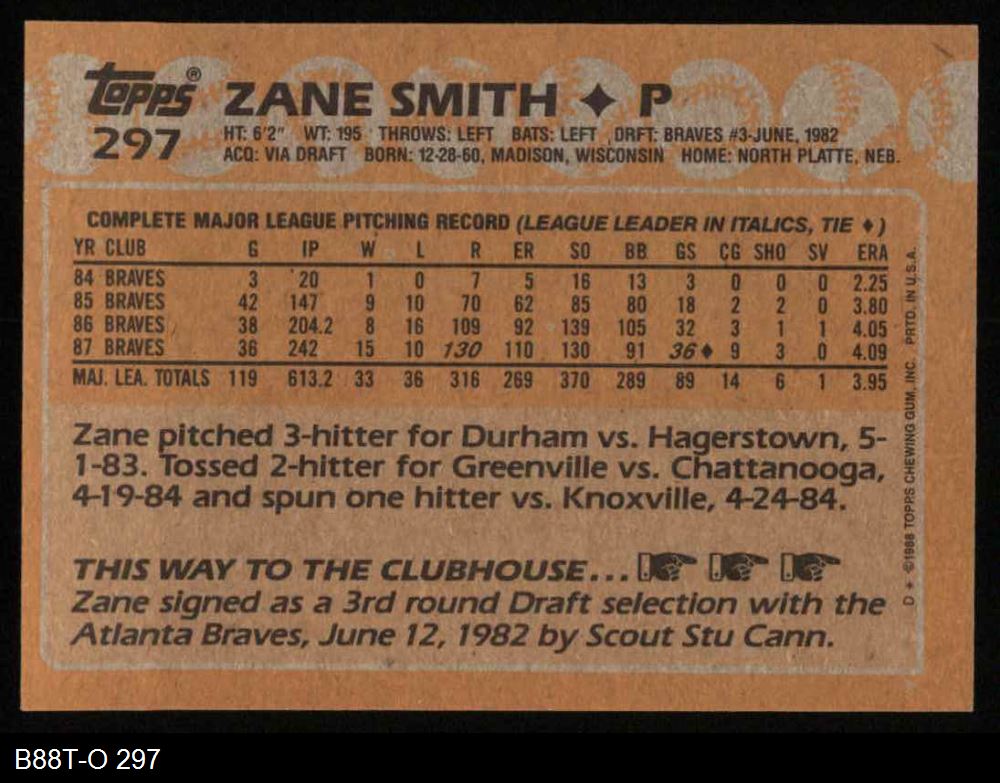 topps® ZANE SMITH ✦ P
297
HT: 6'2" WT: 195 THROWS: LEFT BATS: LEFT DRFT: BRAVES #3-JUNE, 1982
ACQ: VIA DRAFT BORN: 12-28-60, MADISON, WISCONSIN HOME: NORTH PLATTE, NEB.
COMPLETE MAJOR LEAGUE PITCHING RECORD (LEAGUE LEADER IN ITALICS, TIE ♦)
YR CLUB G IP W L R ER SO BB GS CG SHO SV ERA
84 BRAVES 3 20 1 0 7 5 16 13 3 0 0 0 2.25
85 BRAVES 42 147 9 10 70 62 85 80 18 2 2 0 3.80
86 BRAVES 38 204.2 8 16 109 92 139 105 32 3 1 1 4.05
87 BRAVES 36 242 15 10 130 110 130 91 36♦ 9 3 0 4.09
MAJ. LEA. TOTALS 119 613.2 33 36 316 269 370 289 89 14 6 1 3.95
Zane pitched 3-hitter for Durham vs. Hagerstown, 5-
1-83. Tossed 2-hitter for Greenville vs. Chattanooga,
4-19-84 and spun one hitter vs. Knoxville, 4-24-84.
THIS WAY TO THE CLUBHOUSE...
Zane signed as a 3rd round Draft selection with the
Atlanta Braves, June 12, 1982 by Scout Stu Cann.
D * ©1988 TOPPS CHEWING GUM, INC. PRTD. IN U.S.A.
B88T-O 297